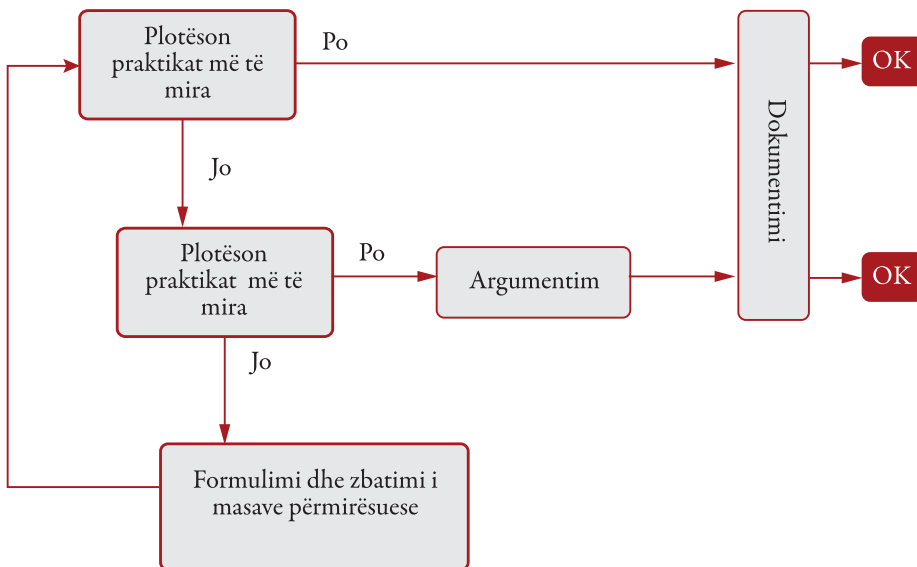 Plotëson
praktikat më të
mira
Po
Dokumentimi
OK
Jo
Plotëson
praktikat më të
mira
Po
Argumentim
OK
Jo
Formulimi dhe zbatimi i
masave përmirësuese